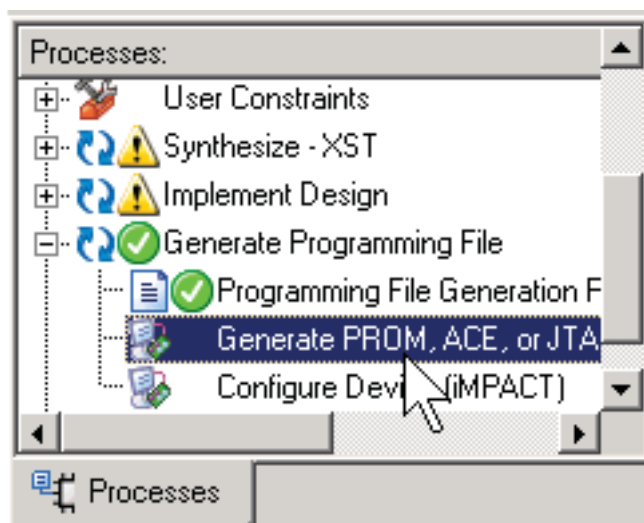 Processes:
User Constraints
Synthesize - XST
Implement Design
Generate Programming File
Programming File Generation F
Generate PROM, ACE, or JTA
Configure Devi (iMPACT)
Processes